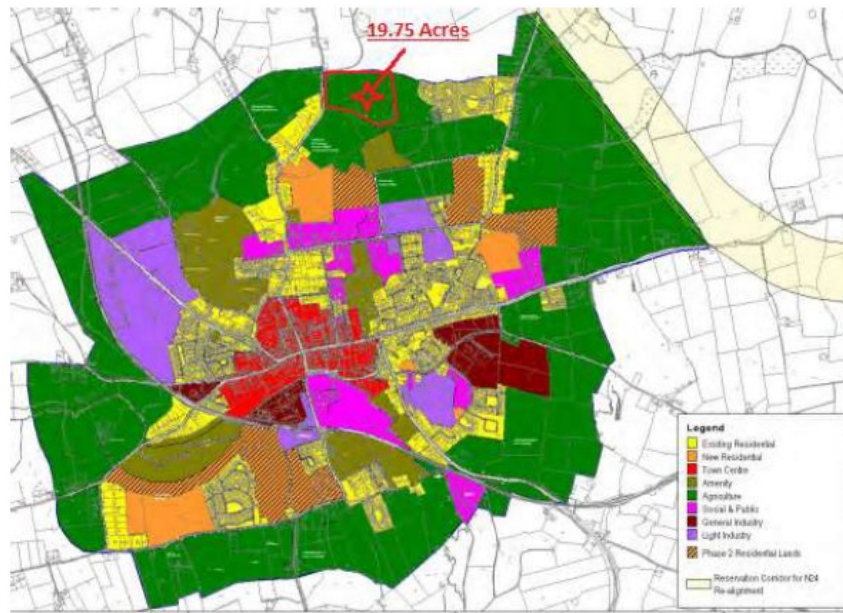 19.75 Acres
Legend
Existing Residential
New Residential
Town Centre
Amenity
Agriculture
Social & Public
General Industry
Light Industry
Phase 2 Residential Lands
Reservation Corridor for N24
Re-alignment